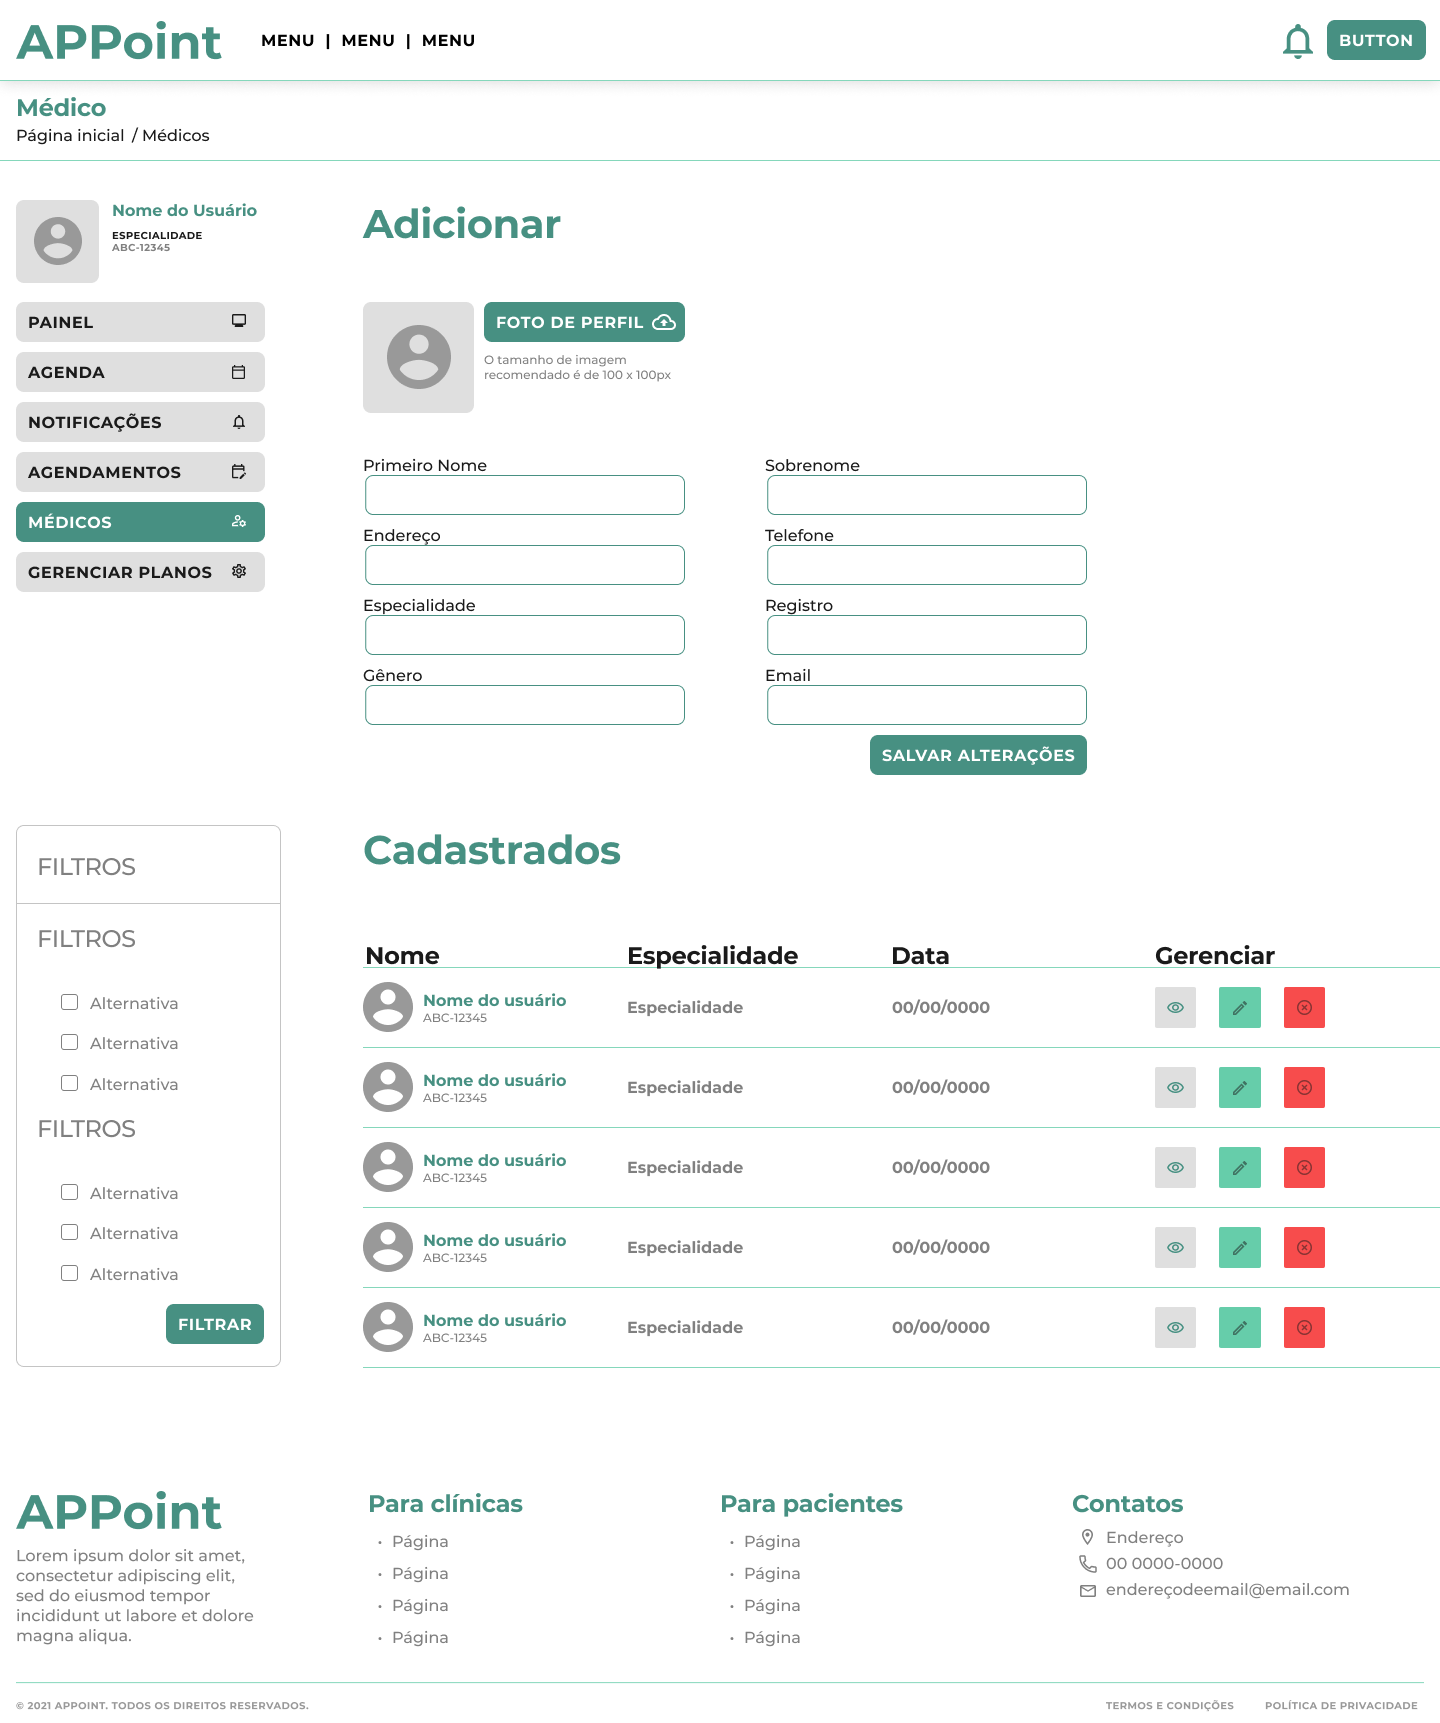 APPoint
MENU | MENU | MENU
BUTTON
Médico
Página inicial / Médicos
Nome do Usuário
ESPECIALIDADE
ABC-12345
PAINEL
AGENDA
NOTIFICAÇÕES
AGENDAMENTOS
MÉDICOS
GERENCIAR PLANOS
Adicionar
FOTO DE PERFIL
O tamanho de imagem
recomendado é de 100 x 100px
Primeiro Nome
Sobrenome
Endereço
Telefone
Especialidade
Registro
Gênero
Email
SALVAR ALTERAÇÕES
FILTROS
FILTROS
Alternativa
Alternativa
Alternativa
FILTROS
Alternativa
Alternativa
Alternativa
FILTRAR
Cadastrados
Nome Especialidade Data Gerenciar
Nome do usuário
ABC-12345
Especialidade
00/00/0000
Nome do usuário
ABC-12345
Especialidade
00/00/0000
Nome do usuário
ABC-12345
Especialidade
00/00/0000
Nome do usuário
ABC-12345
Especialidade
00/00/0000
Nome do usuário
ABC-12345
Especialidade
00/00/0000
APPoint
Lorem ipsum dolor sit amet,
consectetur adipiscing elit,
sed do eiusmod tempor
incididunt ut labore et dolore
magna aliqua.
Para clínicas
• Página
• Página
• Página
• Página
Para pacientes
• Página
• Página
• Página
• Página
Contatos
Endereço
00 0000-0000
endereçodeemail@email.com
© 2021 APPOINT. TODOS OS DIREITOS RESERVADOS.
TERMOS E CONDIÇÕES
POLÍTICA DE PRIVACIDADE